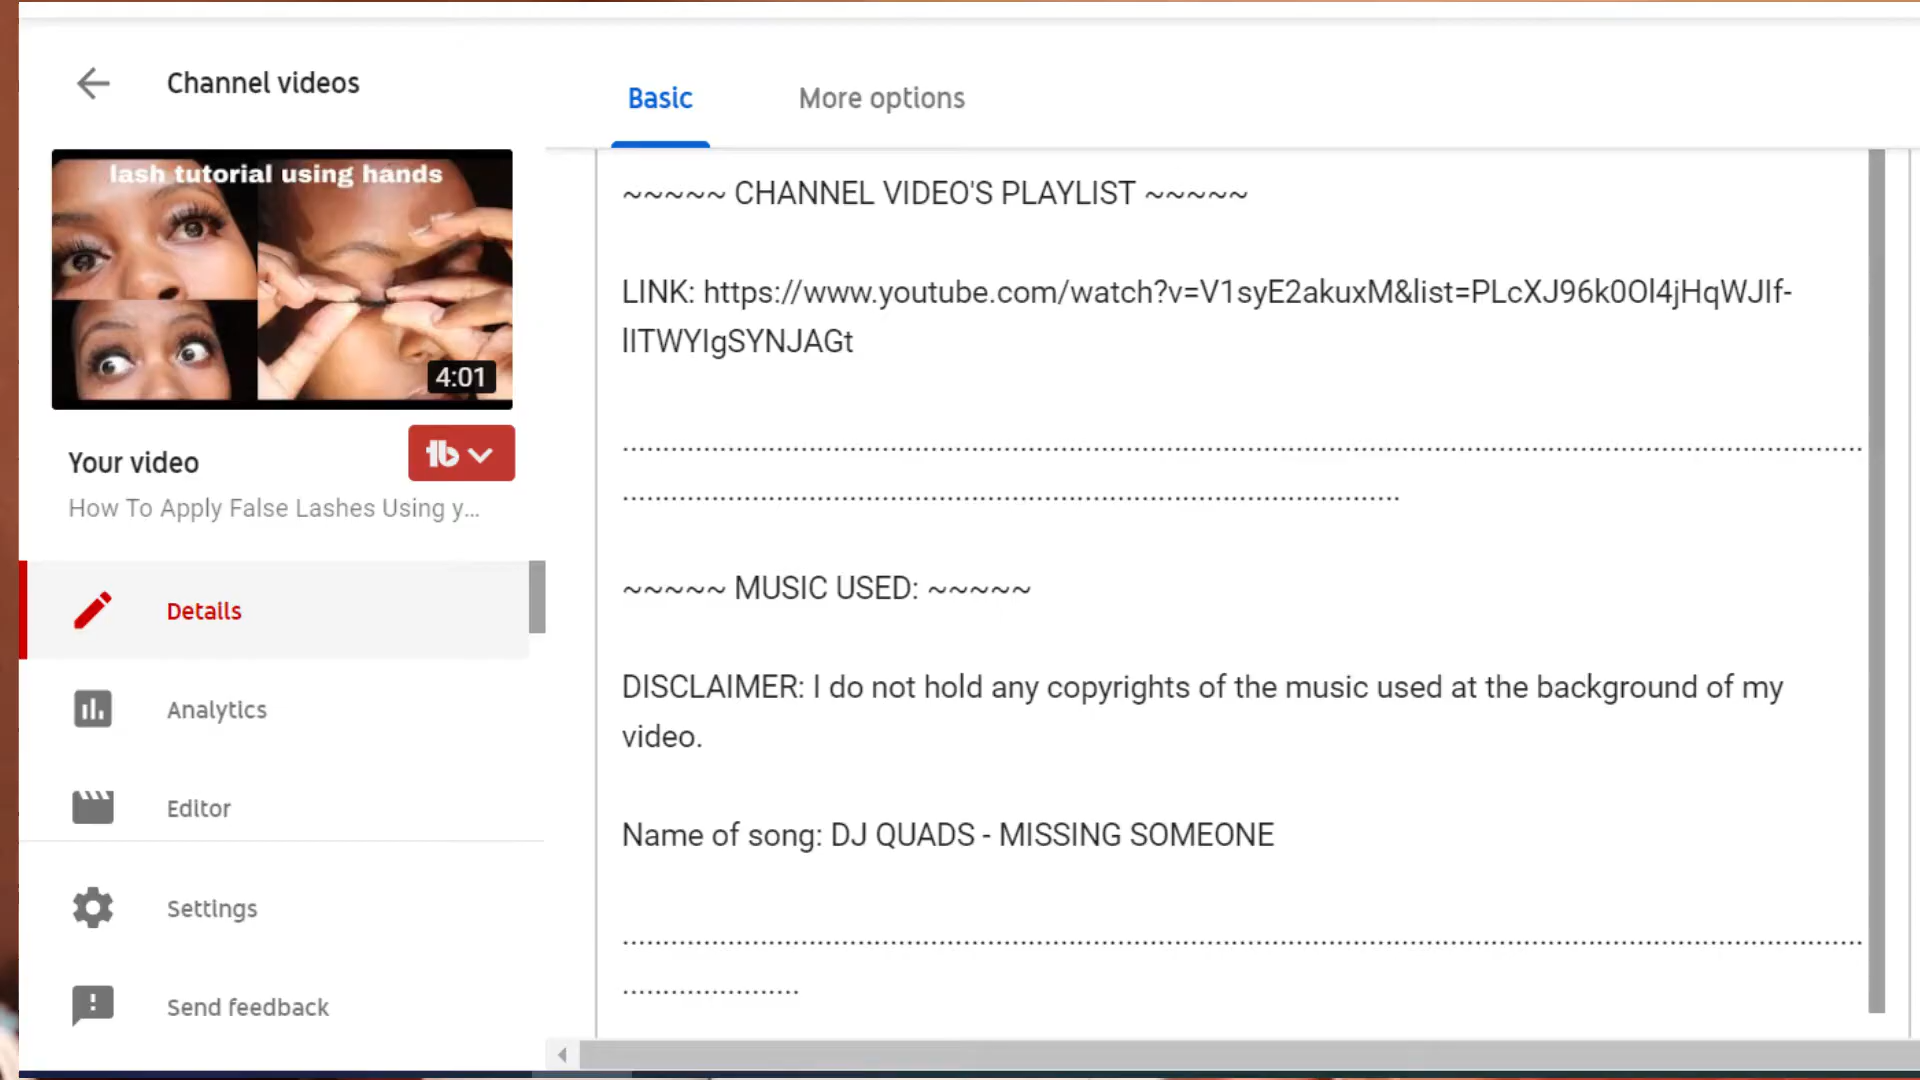 Channel videos
Basic
More options
lash tutorial using hands
4:01
Your video
tb
How To Apply False Lashes Using y...
Details
Analytics
Editor
Settings
Send feedback
~~~~~ CHANNEL VIDEO'S PLAYLIST ~~~~~
LINK: https://www.youtube.com/watch?v=V1syE2akuxM&list=PLcXJ96k0Ol4jHqWJIf-
lITWYIgSYNJAGt
~~~~~ MUSIC USED: ~~~~~
DISCLAIMER: I do not hold any copyrights of the music used at the background of my
video.
Name of song: DJ QUADS - MISSING SOMEONE